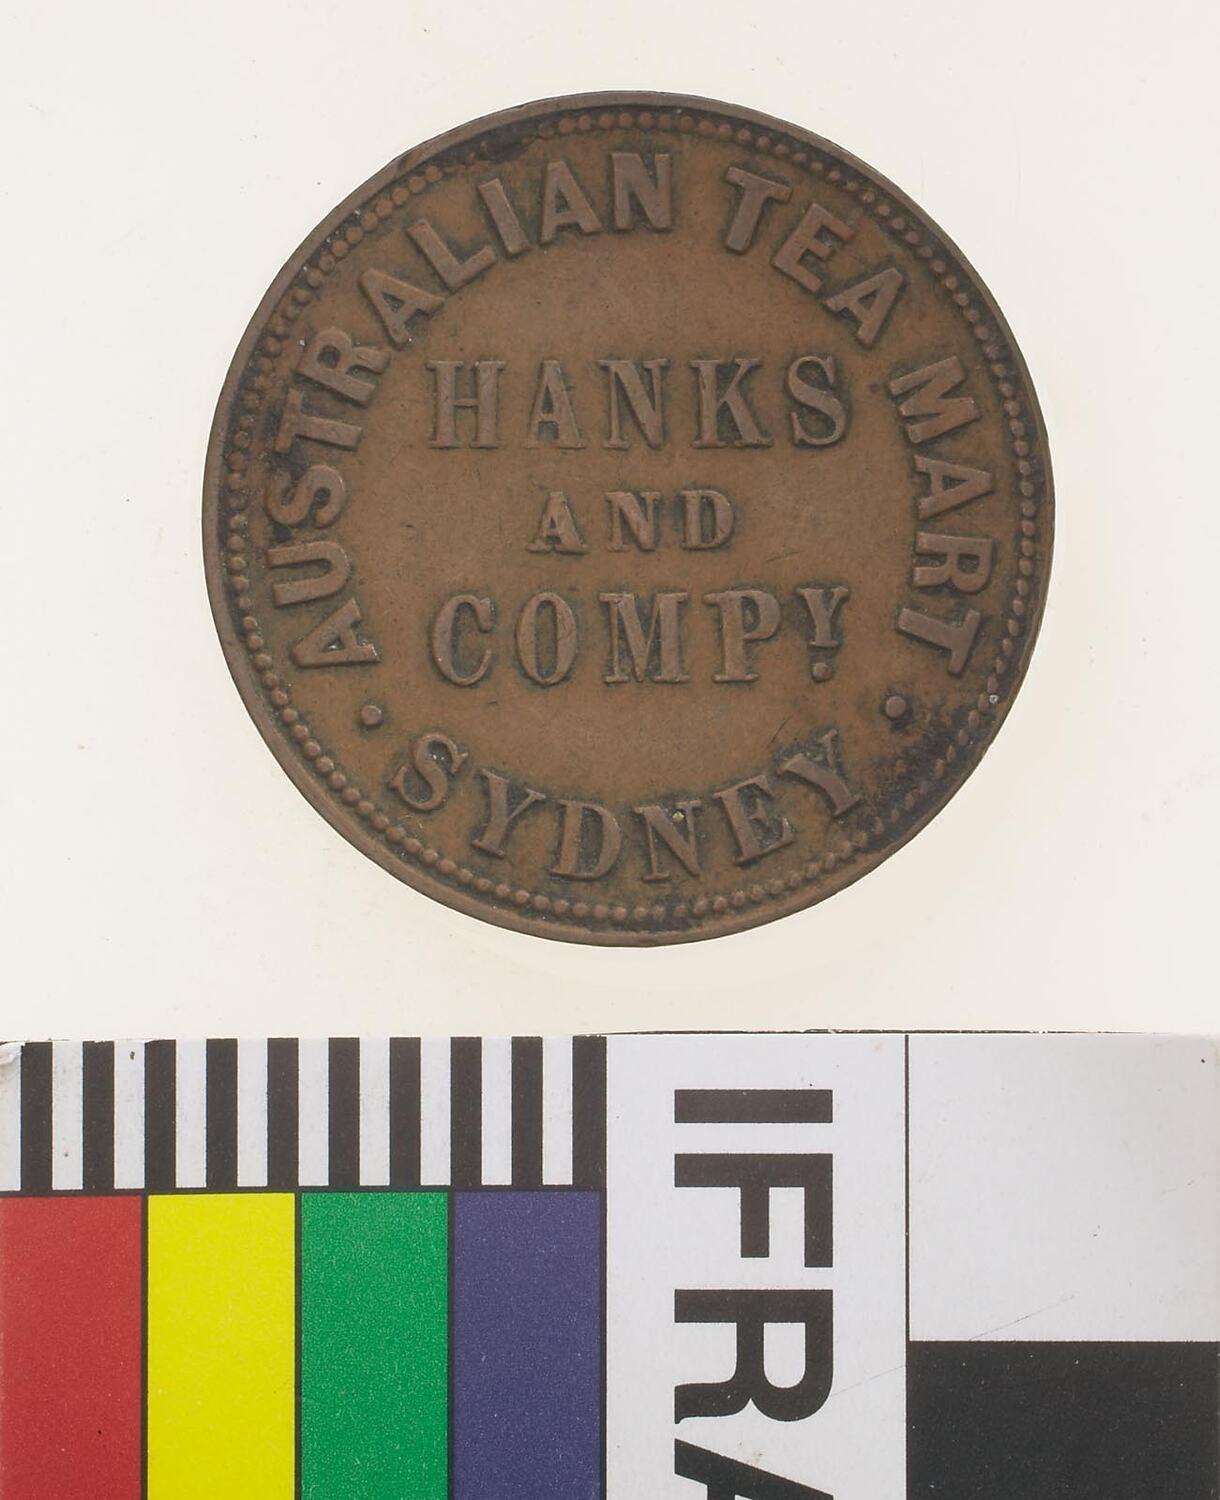 AUSTRALIAN TEA MART
HANKS
AND
COMPY.
• SYDNEY •
IFRA